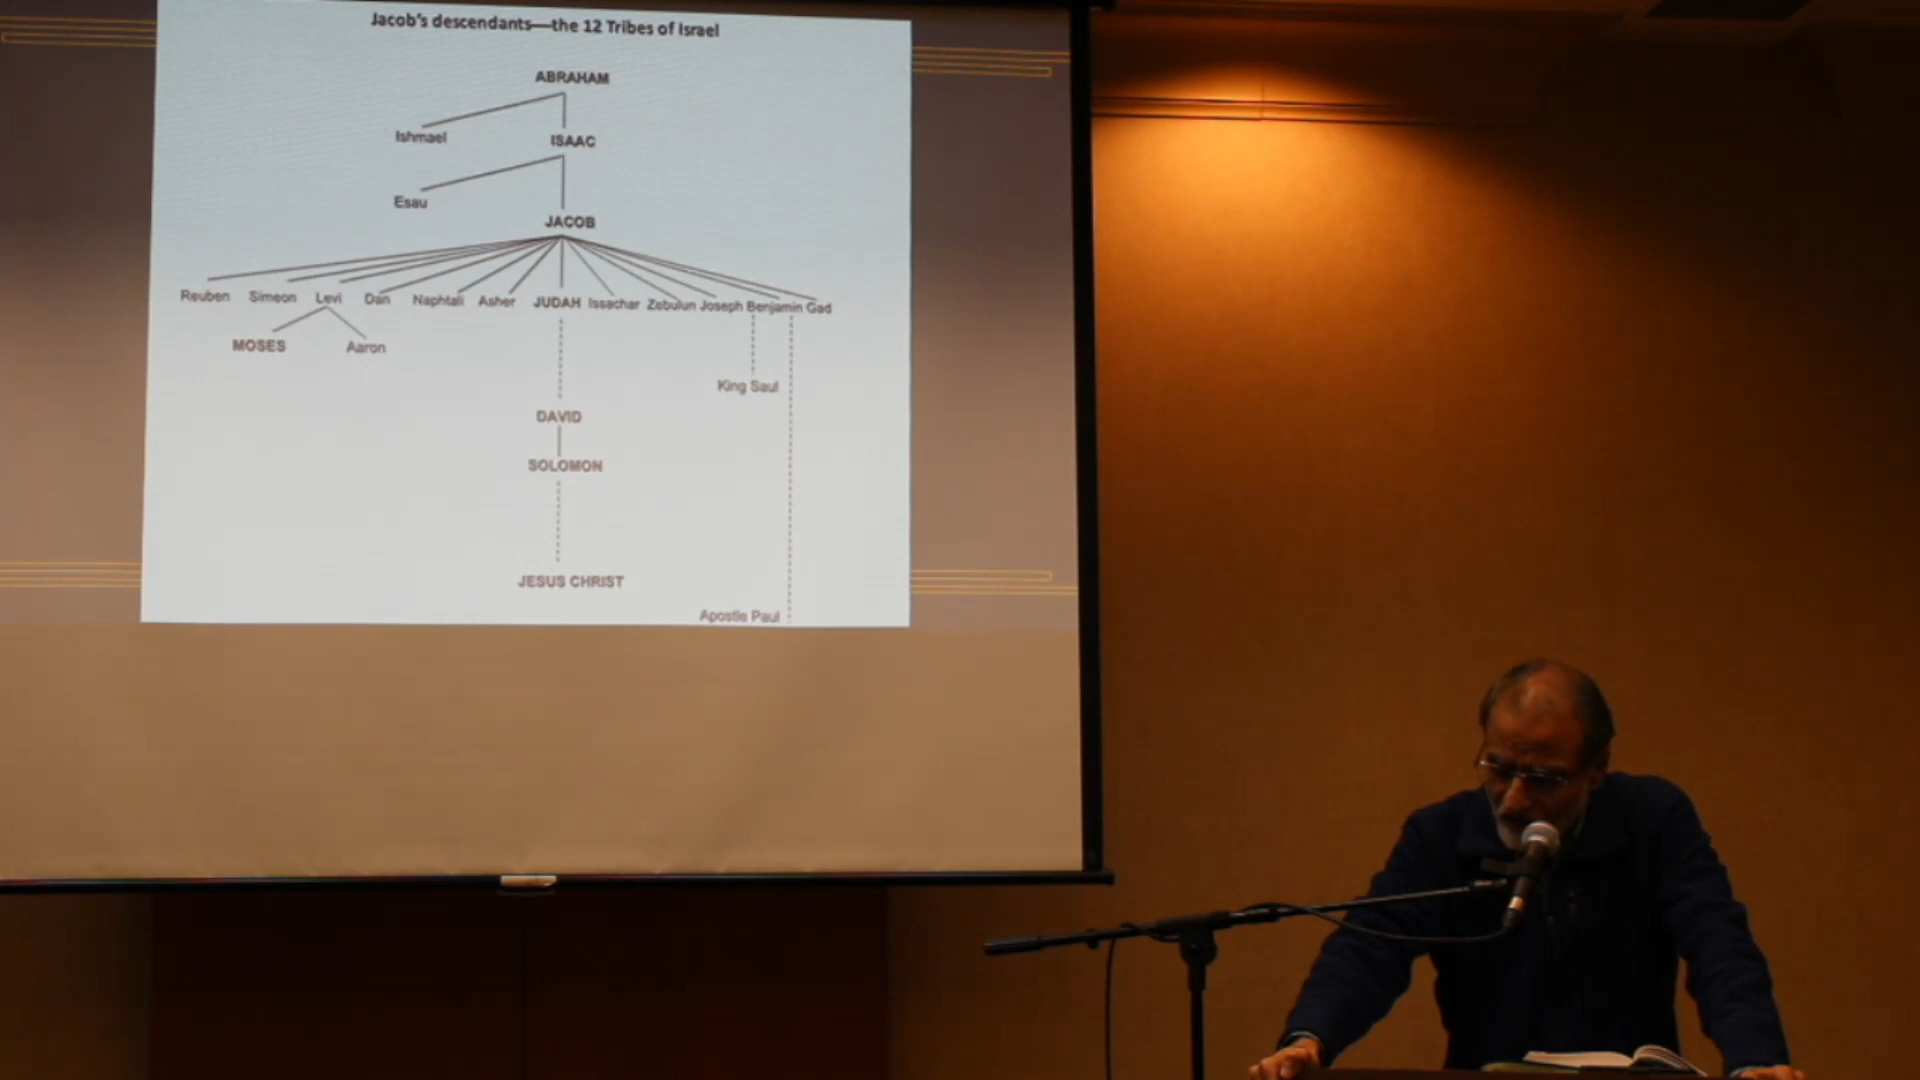 Jacob's descendants—the 12 Tribes of Israel
ABRAHAM
Ishmael
ISAAC
Esau
JACOB
Reuben Simeon Levi Dan Naphtali Asher JUDAH Issachar Zebulun Joseph Benjamin Gad
MOSES Aaron
King Saul
DAVID
SOLOMON
JESUS CHRIST
Apostle Paul